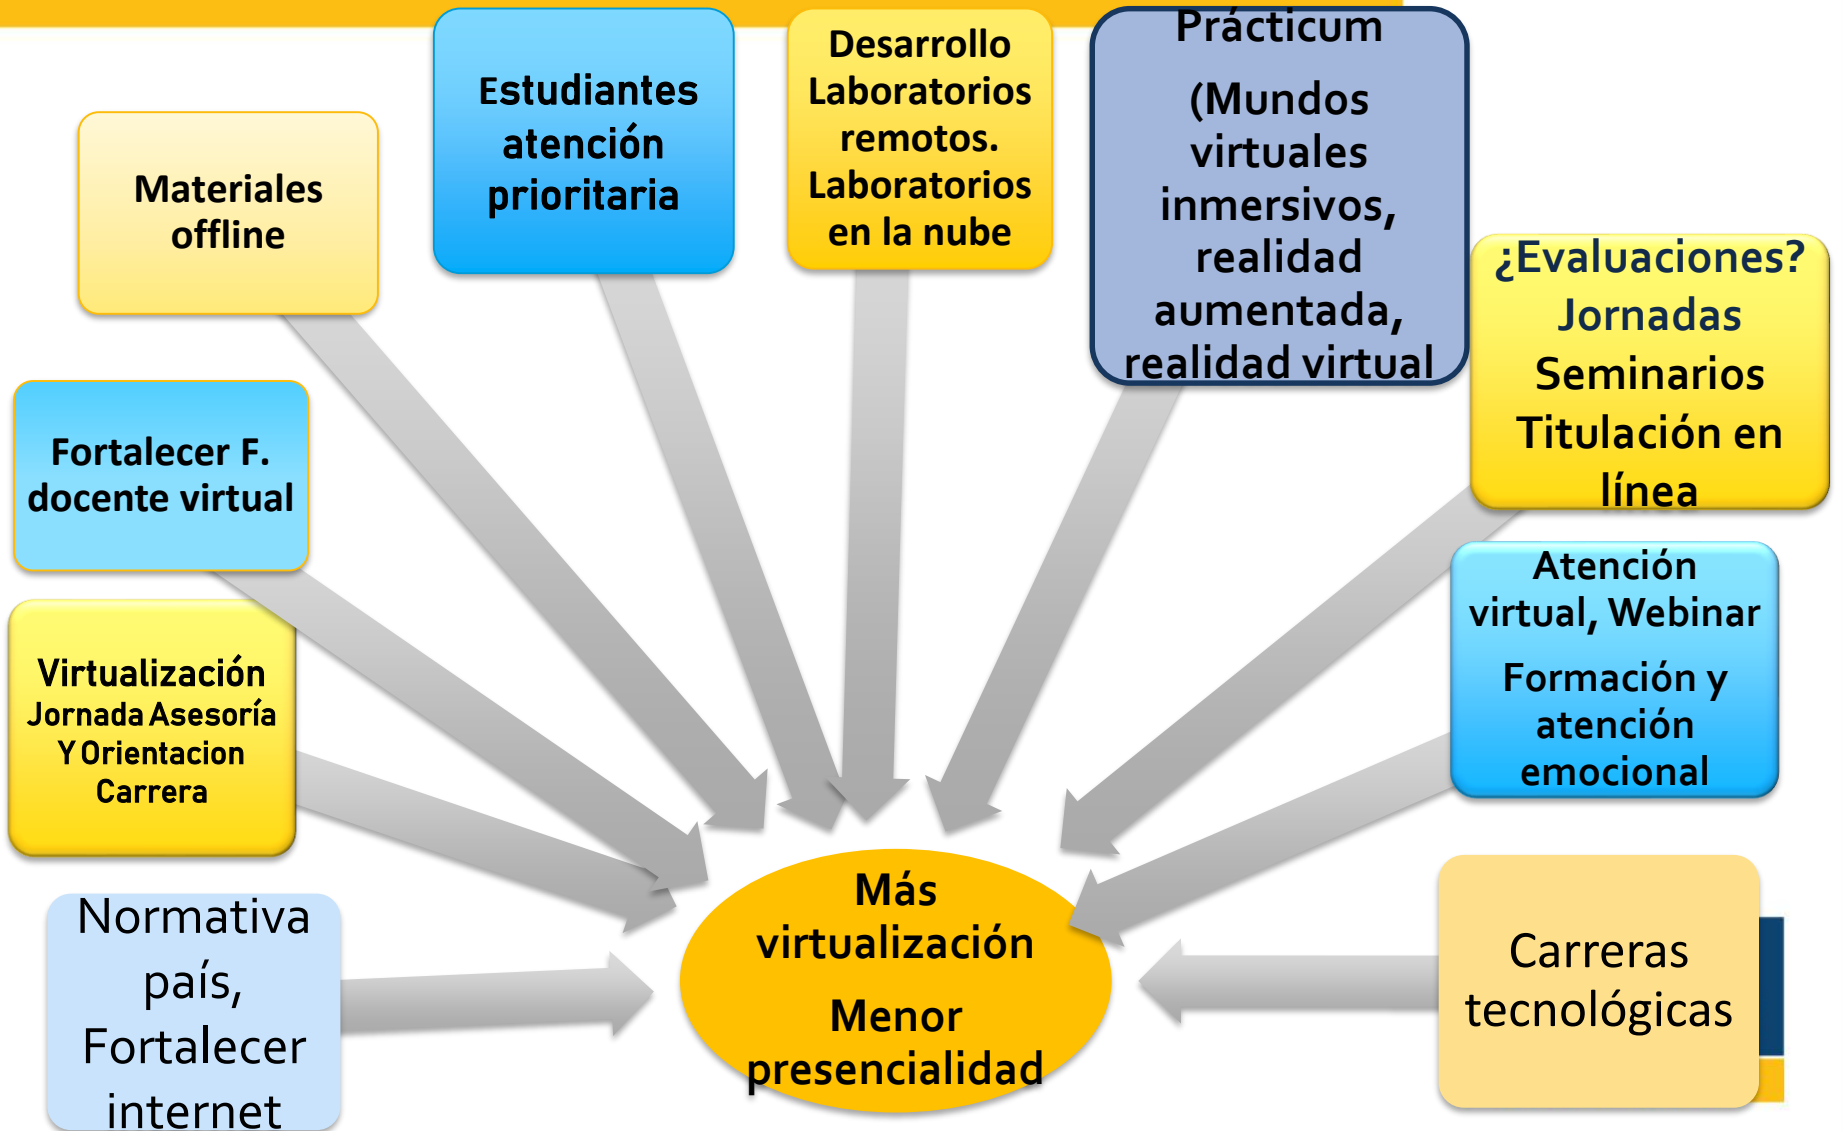 Prácticum
(Mundos
virtuales
inmersivos,
realidad
aumentada,
realidad virtual
Desarrollo
Laboratorios
remotos.
Laboratorios
en la nube
Estudiantes
atención
prioritaria
Materiales
offline
¿Evaluaciones?
Jornadas
Seminarios
Titulación en
línea
Fortalecer F.
docente virtual
Atención
virtual, Webinar
Formación y
atención
emocional
Virtualización
Jornada Asesoría
Y Orientacion
Carrera
Más
virtualización
Menor
presencialidad
Normativa
país,
Fortalecer
internet
Carreras
tecnológicas